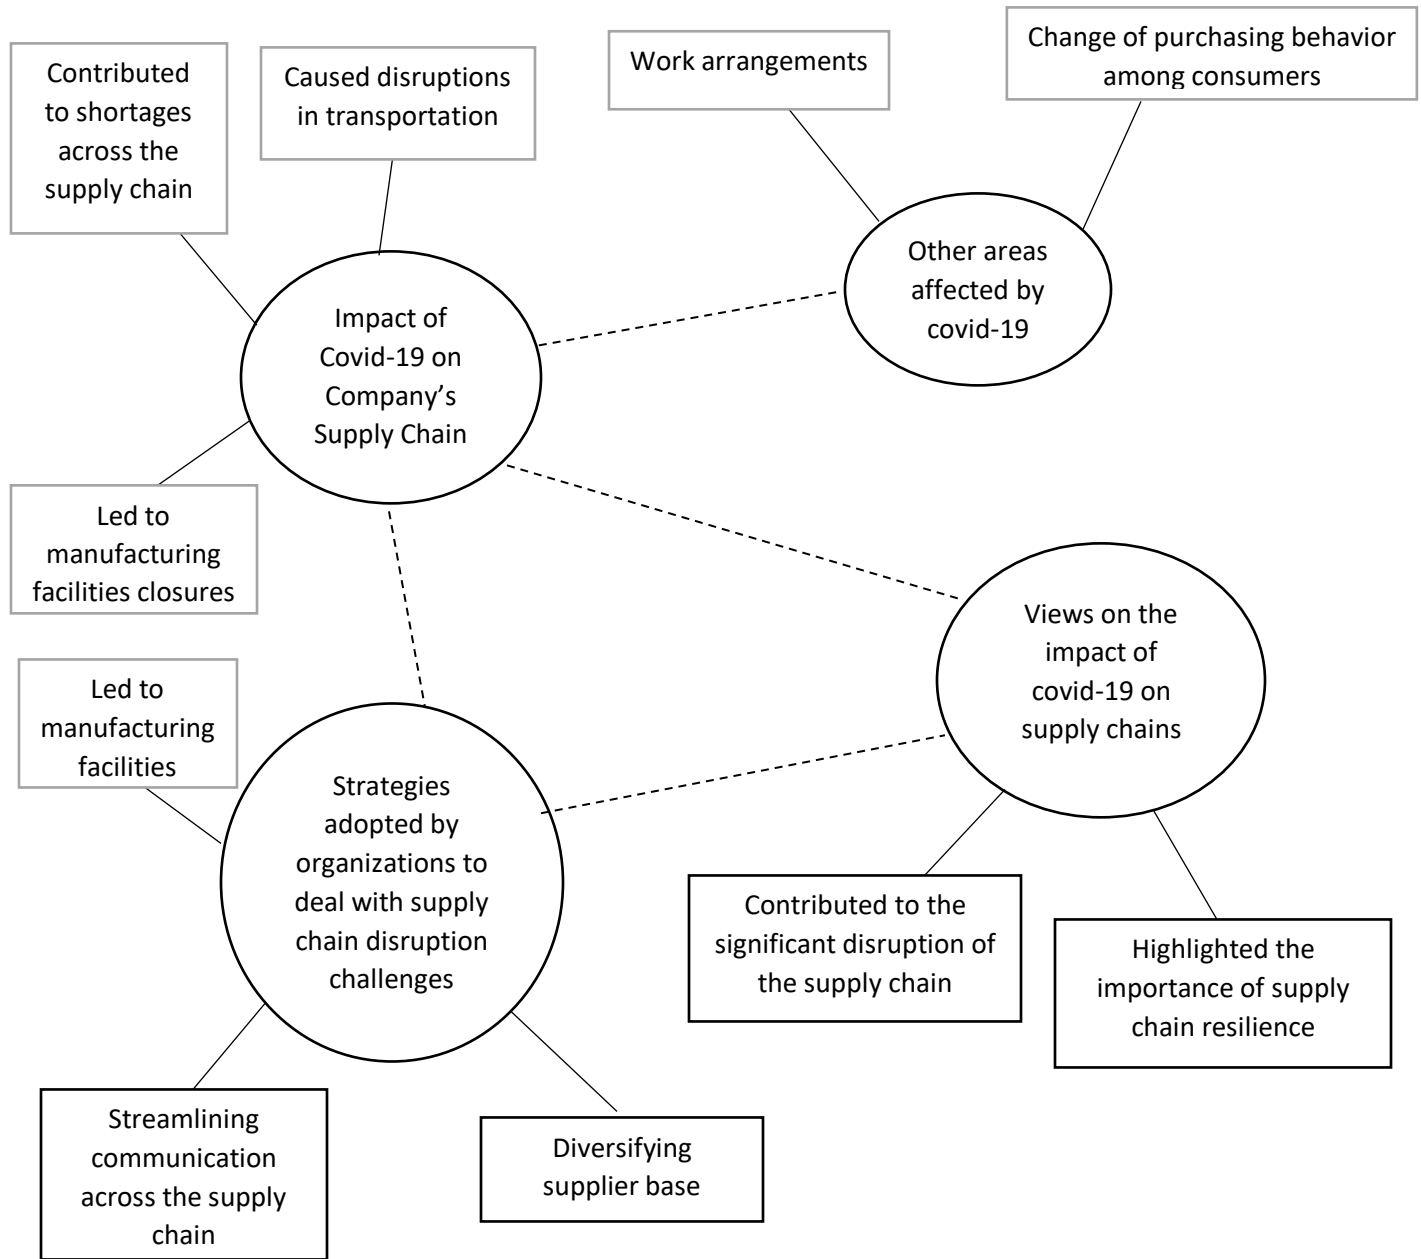 Contributed
to shortages
across the
supply chain
Caused disruptions
in transportation
Work arrangements
Change of purchasing behavior
among consumers
Other areas
affected by
covid-19
Impact of
Covid-19 on
Company’s
Supply Chain
Led to
manufacturing
facilities closures
Views on the
impact of
covid-19 on
supply chains
Led to
manufacturing
facilities
Strategies
adopted by
organizations to
deal with supply
chain disruption
challenges
Contributed to the
significant disruption of
the supply chain
Highlighted the
importance of supply
chain resilience
Streamlining
communication
across the supply
chain
Diversifying
supplier base